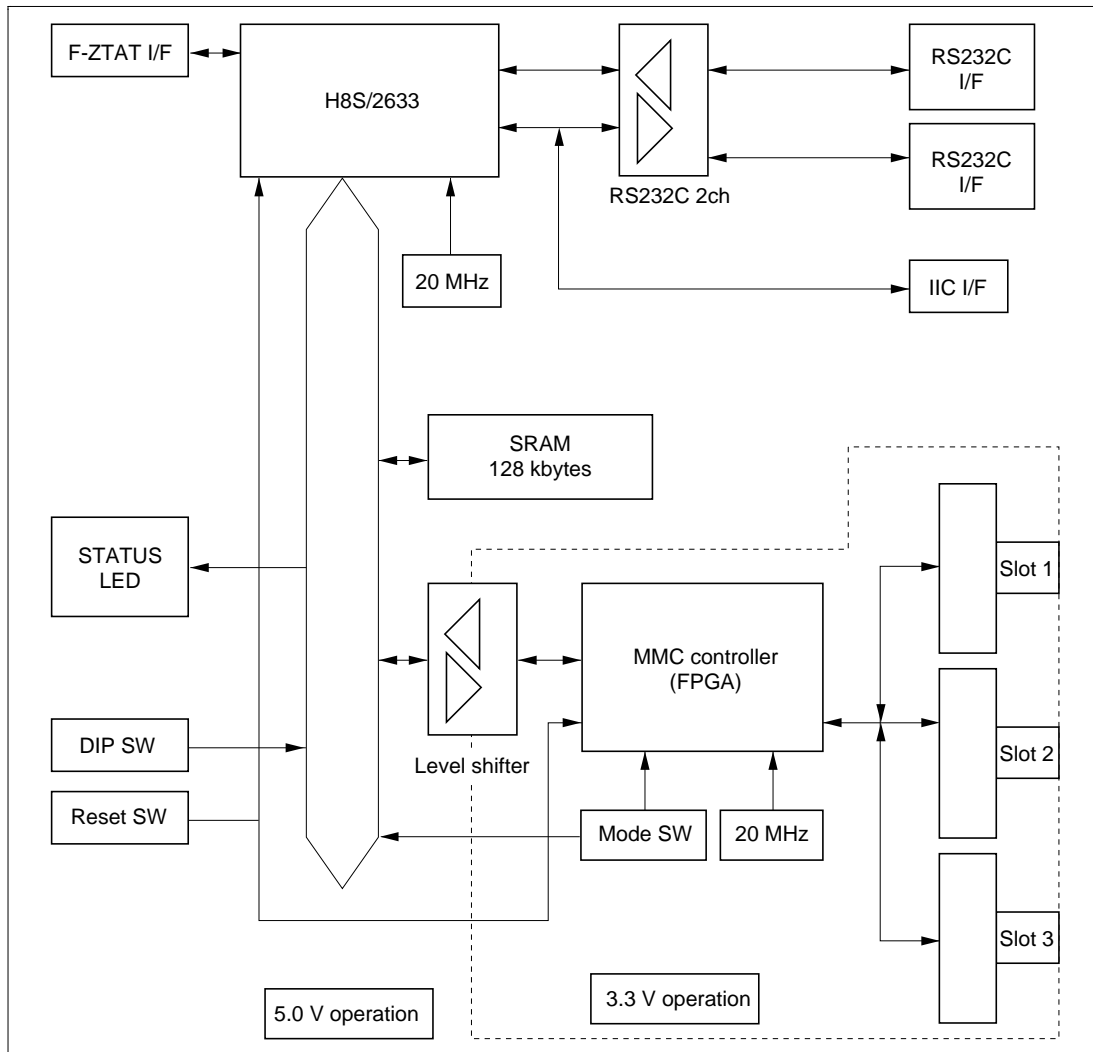 F-ZTAT I/F
H8S/2633
RS232C
I/F
RS232C
I/F
RS232C 2ch
20 MHz
IIC I/F
SRAM
128 kbytes
STATUS
LED
Slot 1
MMC controller
(FPGA)
DIP SW
Level shifter
Slot 2
Reset SW
Mode SW
20 MHz
Slot 3
5.0 V operation
3.3 V operation